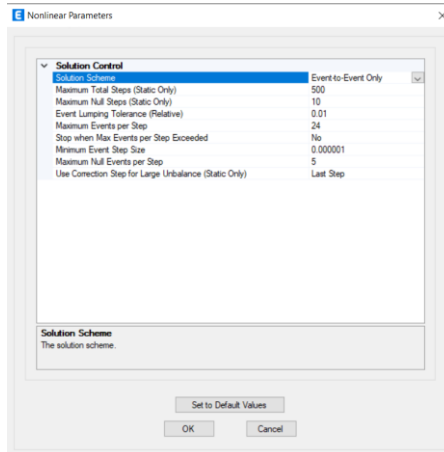 E Nonlinear Parameters
Solution Control
Solution Scheme Event-to-Event Only
Maximum Total Steps (Static Only) 500
Maximum Null Steps (Static Only) 10
Event Lumping Tolerance (Relative) 0.01
Maximum Events per Step 24
Stop when Max Events per Step Exceeded No
Minimum Event Step Size 0.000001
Maximum Null Events per Step 5
Use Correction Step for Large Unbalance (Static Only) Last Step
Solution Scheme
The solution scheme.
Set to Default Values
OK Cancel